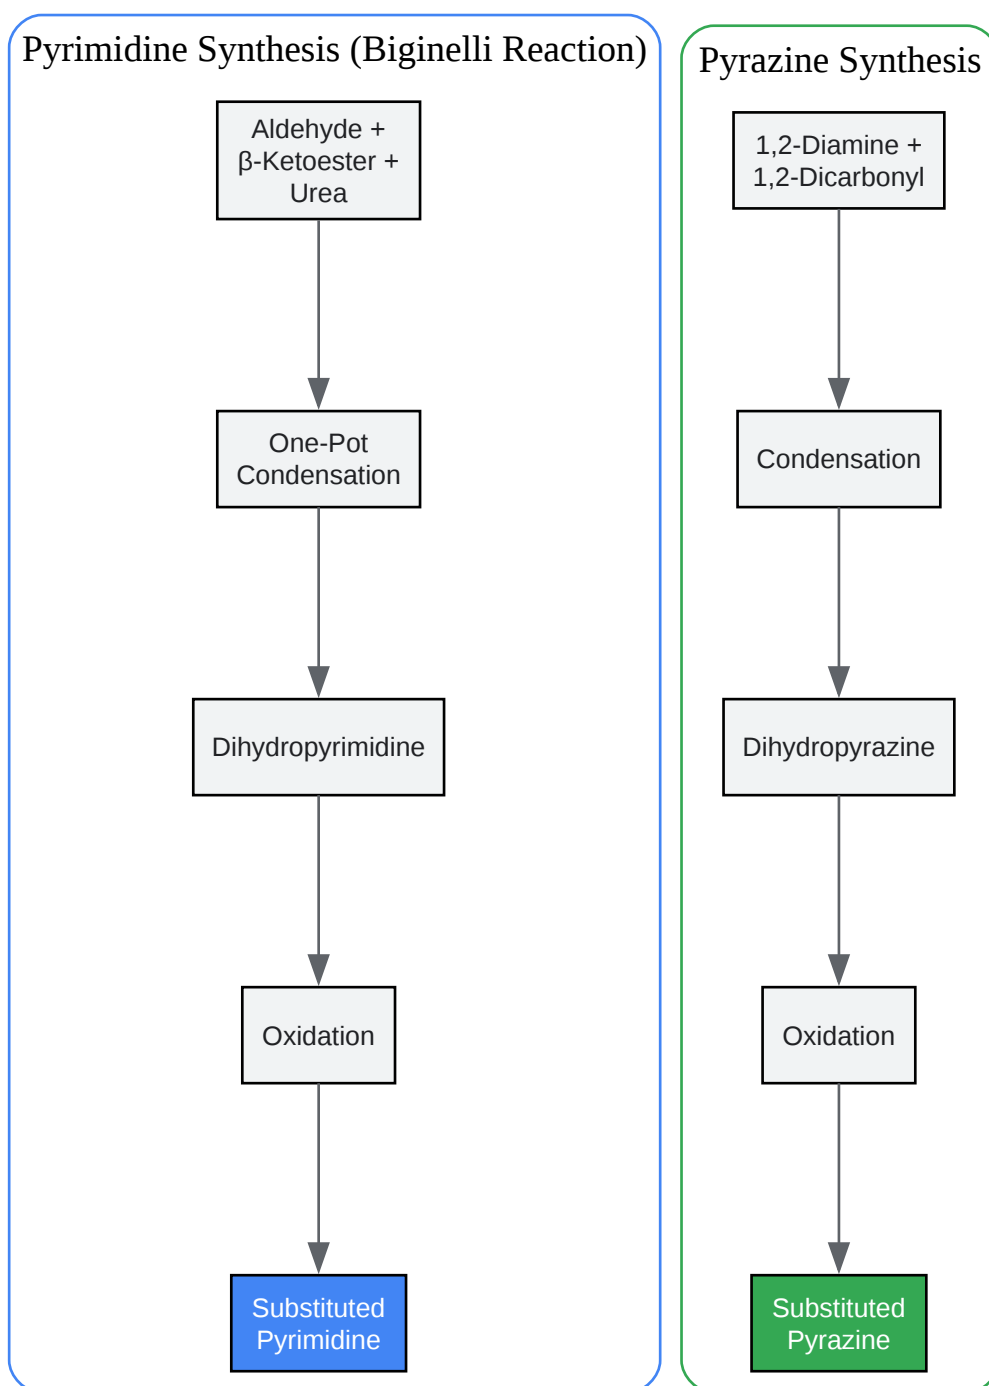 Pyrimidine Synthesis (Biginelli Reaction)
Aldehyde +
β-Ketoester +
Urea
One-Pot
Condensation
Dihydropyrimidine
Oxidation
Substituted
Pyrimidine
Pyrazine Synthesis
1,2-Diamine +
1,2-Dicarbonyl
Condensation
Dihydropyrazine
Oxidation
Substituted
Pyrazine